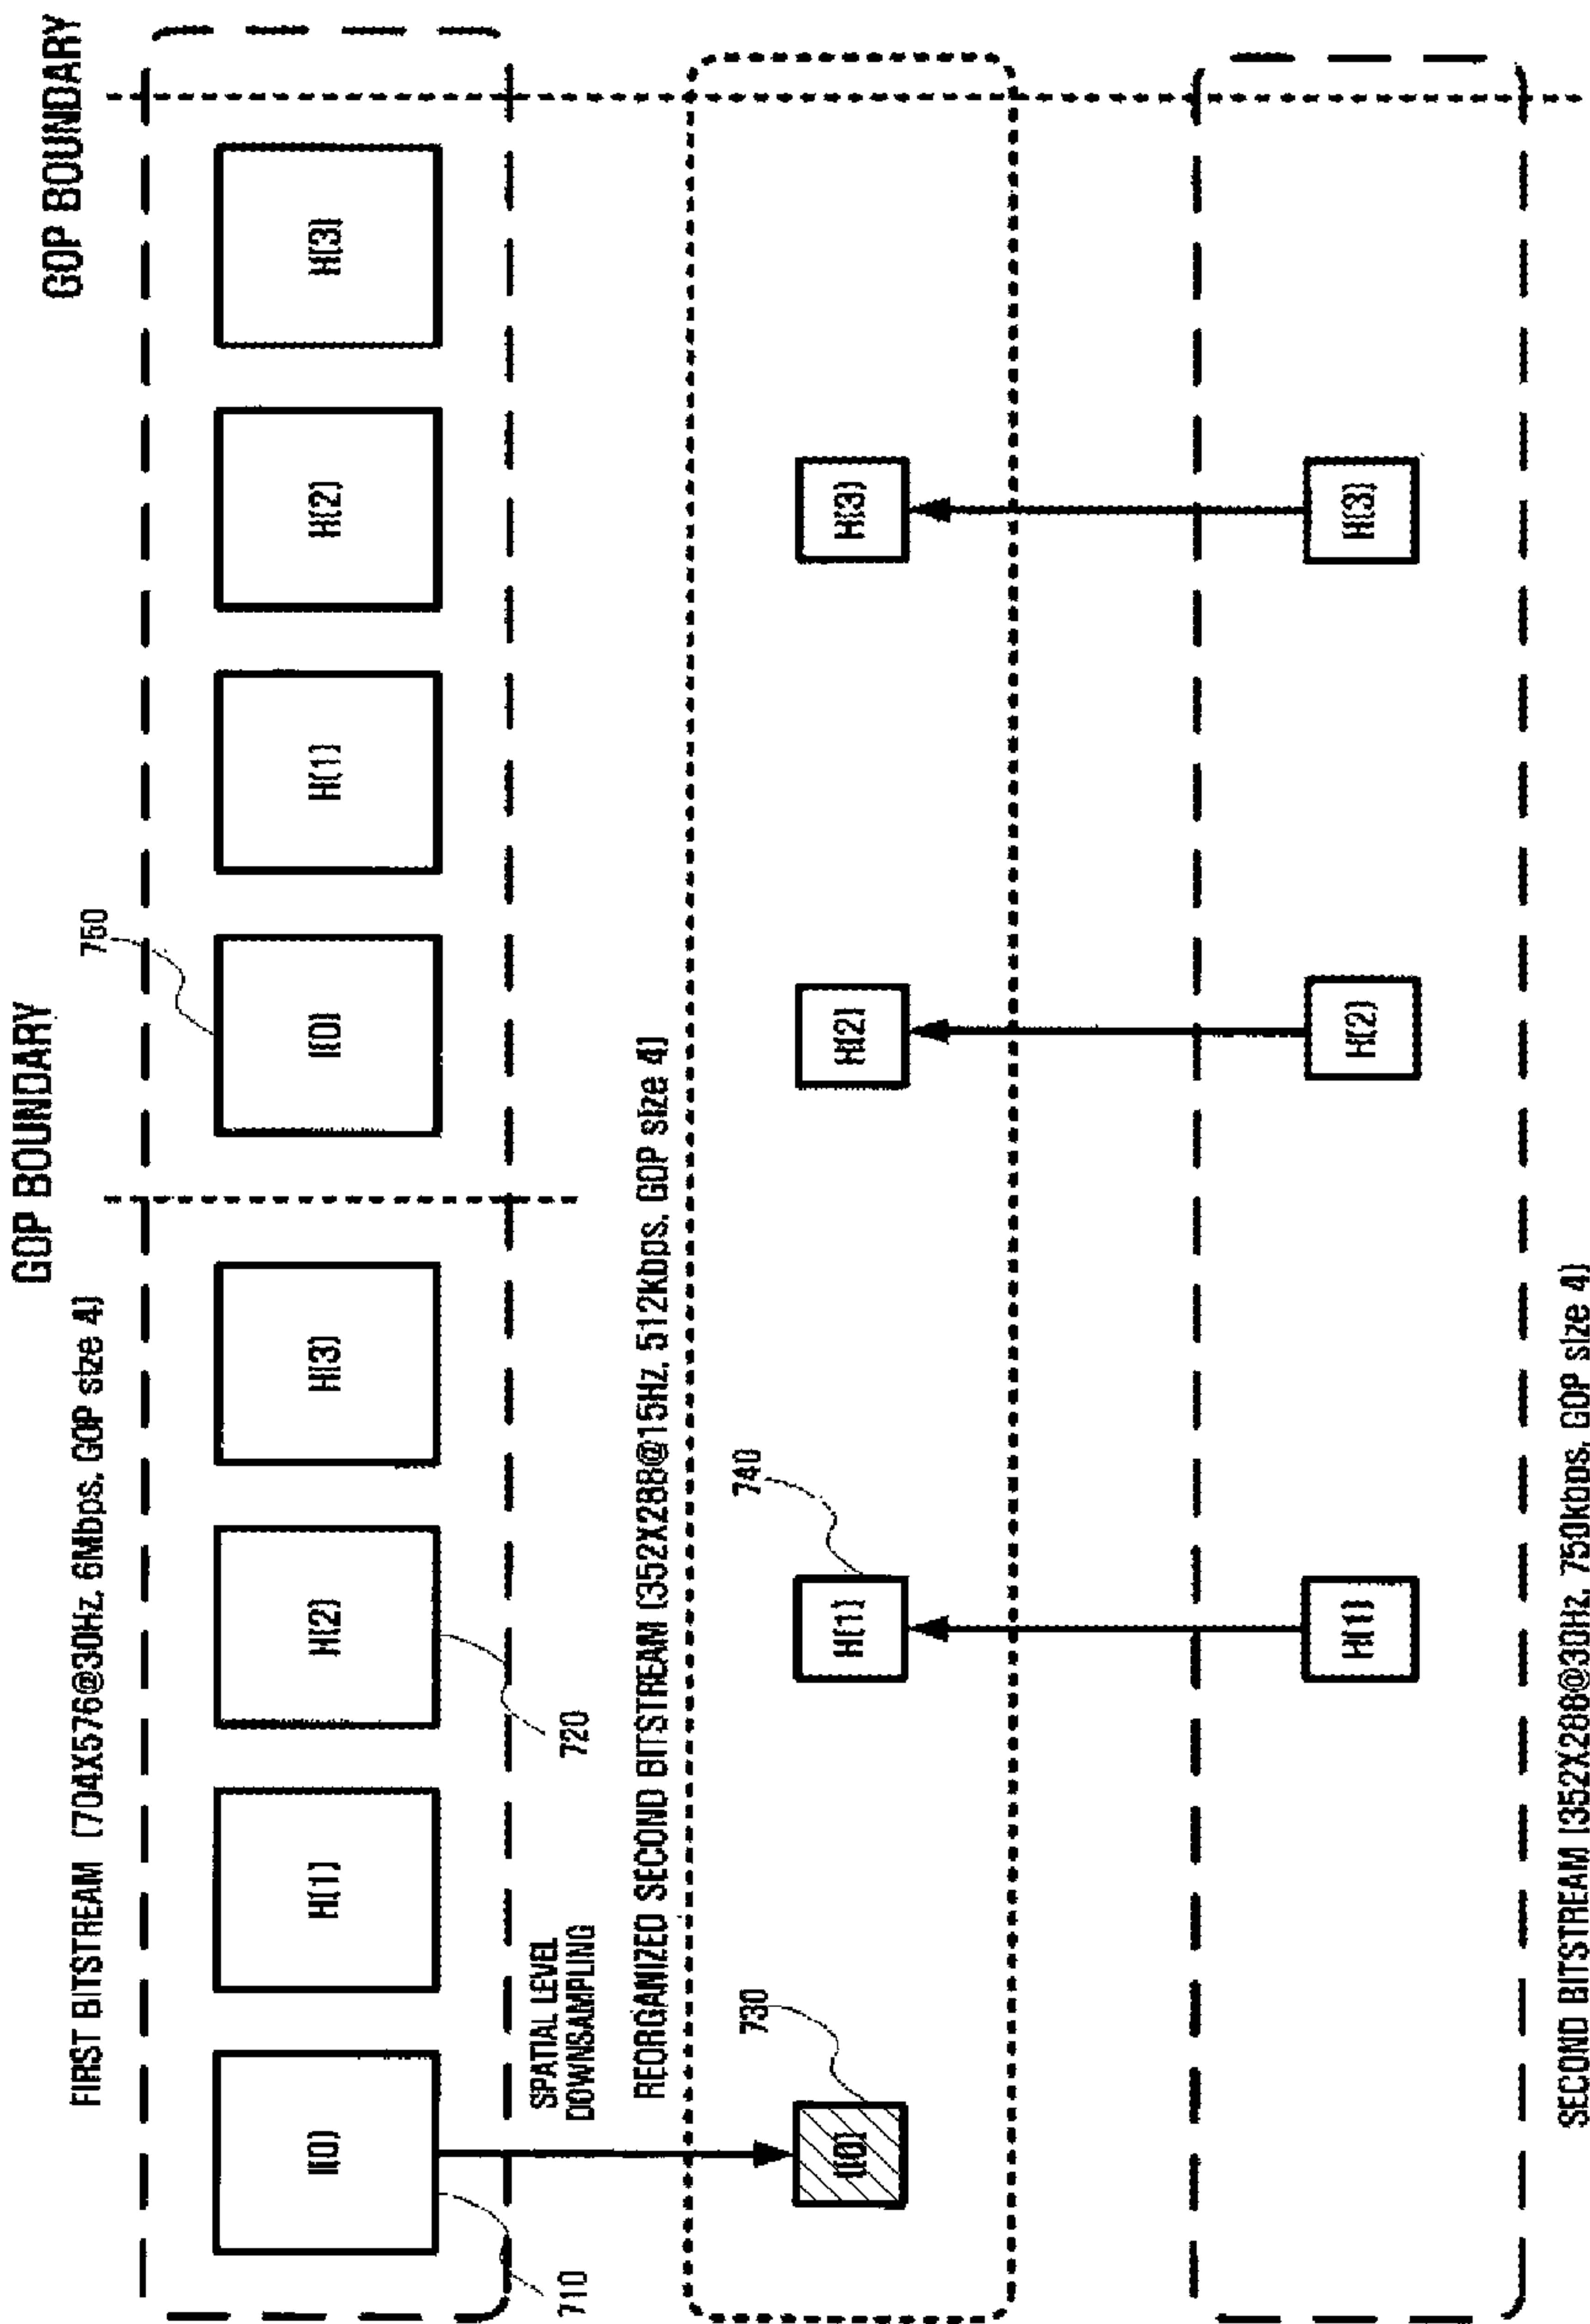 GOP BOUNDARY
GOP BOUNDARY
FIRST BITSTREAM (704X576@30Hz, 6Mbps, GOP size 4)
750
I(0)
H(1)
H(2)
H(3)
I(0)
H(1)
H(2)
H(3)
710
720
SPATIAL LEVEL
DOWNSAMPLING
REORGANIZED SECOND BITSTREAM (352X288@15Hz, 512kbps, GOP size 4)
730
740
I(0)
H(1)
H(2)
H(3)
H(1)
H(2)
H(3)
SECOND BITSTREAM (352X288@30Hz, 750kbps, GOP size 4)